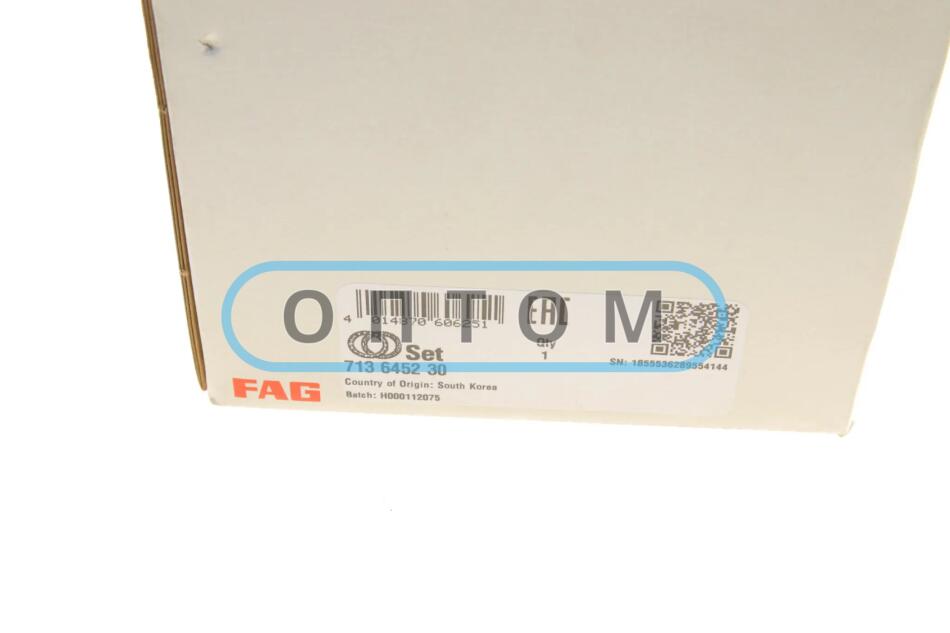 ОПТОМ
4 014870 606251
EAC
Set
Qty
1
713 6452 30
SN: 1855536289554144
FAG
Country of Origin: South Korea
Batch: H000112075